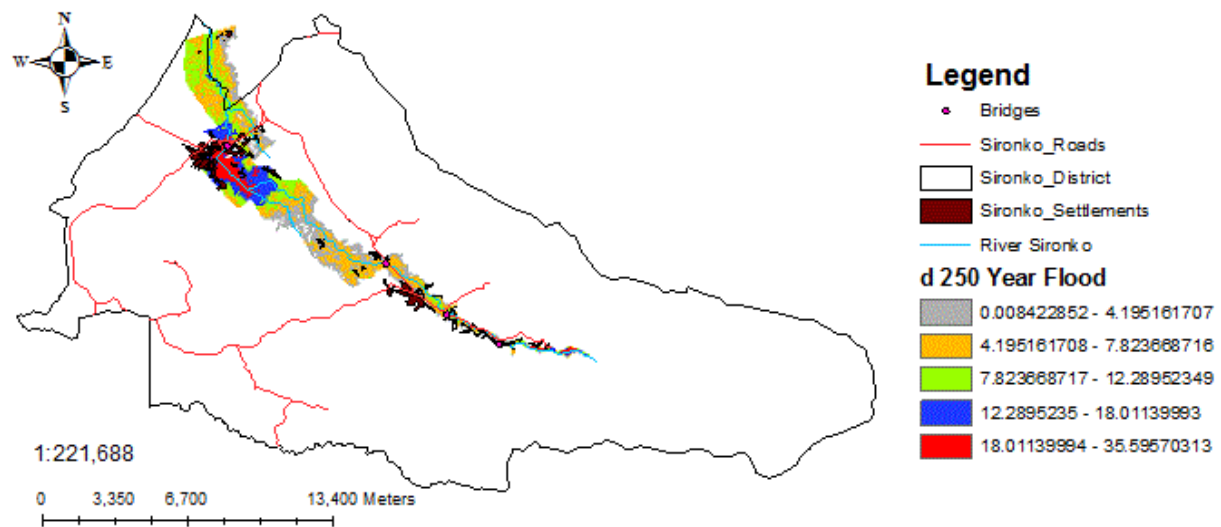 N
W E
S
Legend
Bridges
Sironko_Roads
Sironko_District
Sironko_Settlements
River Sironko
d 250 Year Flood
0.008422852 - 4.195161707
4.195161708 - 7.823668716
7.823668717 - 12.28952349
12.2895235 - 18.01139993
18.01139994 - 35.59570313
1:221,688
0 3,350 6,700 13,400 Meters